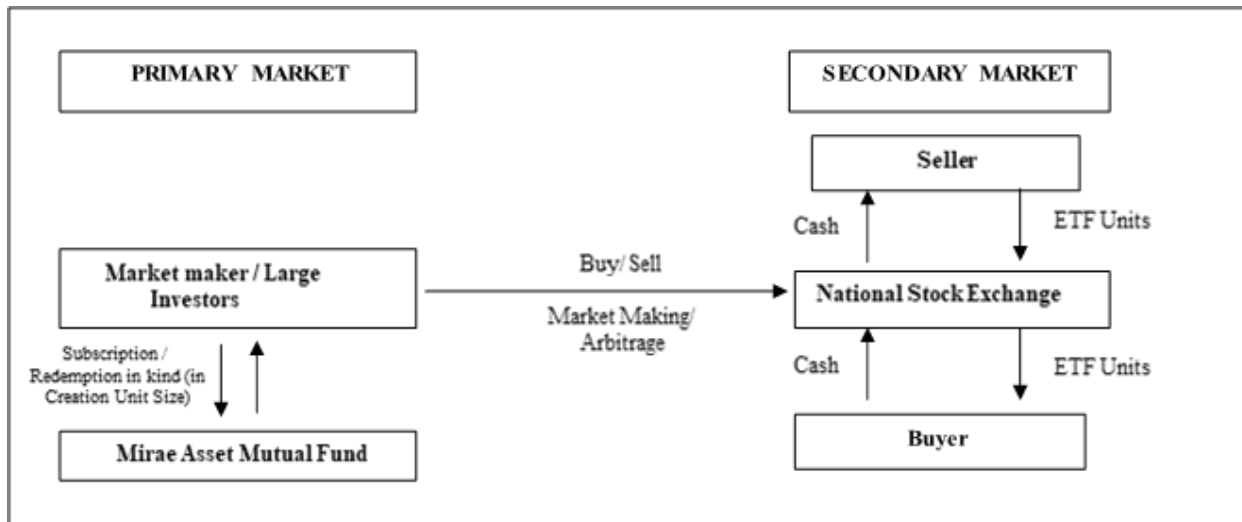 PRIMARY MARKET
SECONDARY MARKET
Seller
Cash
ETF Units
Market maker / Large
Investors
Buy/ Sell
Market Making/
Arbitrage
National Stock Exchange
Subscription /
Redemption in kind (in
Creation Unit Size)
Cash
ETF Units
Mirae Asset Mutual Fund
Buyer